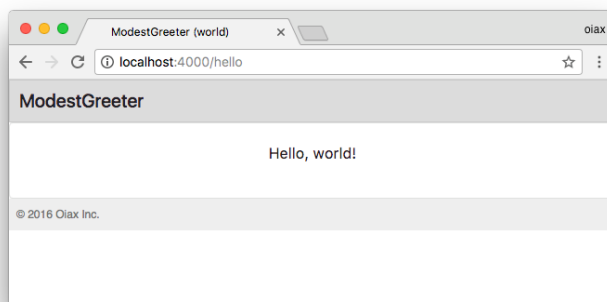 ModestGreeter (world)
oiax
localhost:4000/hello
ModestGreeter
Hello, world!
© 2016 Oiax Inc.